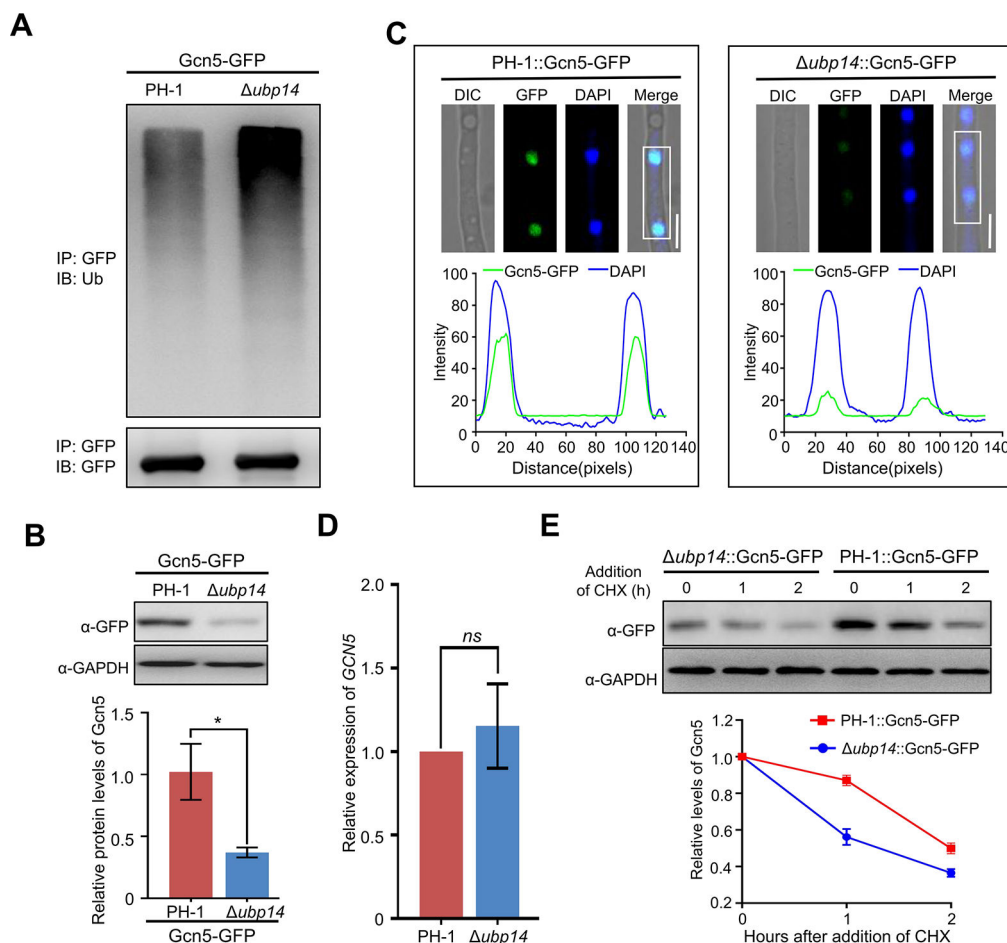 A
Gcn5-GFP
PH-1 Δubp14
IP: GFP
IB: Ub
IP: GFP
IB: GFP
B
Gcn5-GFP
PH-1 Δubp14
α-GFP
α-GAPDH
Relative protein levels of Gcn5
1.5
1.0
0.5
0
*
PH-1 Δubp14
Gcn5-GFP
C
PH-1::Gcn5-GFP
DIC GFP DAPI Merge
Gcn5-GFP DAPI
Intensity
100
80
60
40
20
0
0 20 40 60 80 100 120 140
Distance(pixels)
Δubp14::Gcn5-GFP
DIC GFP DAPI Merge
Gcn5-GFP DAPI
Intensity
100
80
60
40
20
0
0 20 40 60 80 100 120 140
Distance(pixels)
D
Relative expression of GCN5
2.0
1.5
1.0
0.5
0
ns
PH-1 Δubp14
E
Δubp14::Gcn5-GFP PH-1::Gcn5-GFP
Addition
of CHX (h)
0 1 2 0 1 2
α-GFP
α-GAPDH
Relative levels of Gcn5
1.2
1.0
0.8
0.6
0.4
0.2
PH-1::Gcn5-GFP
Δubp14::Gcn5-GFP
0 1 2
Hours after addition of CHX